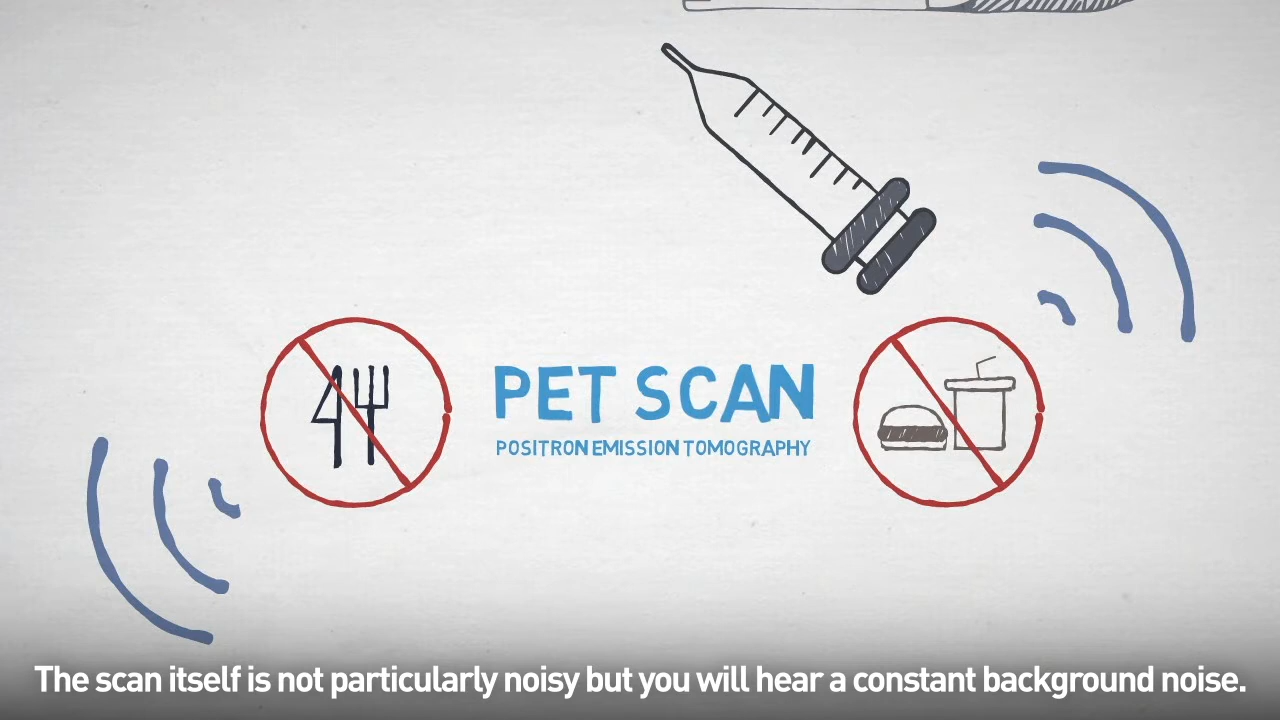 PET SCAN
POSITRON EMISSION TOMOGRAPHY
The scan itself is not particularly noisy but you will hear a constant background noise.